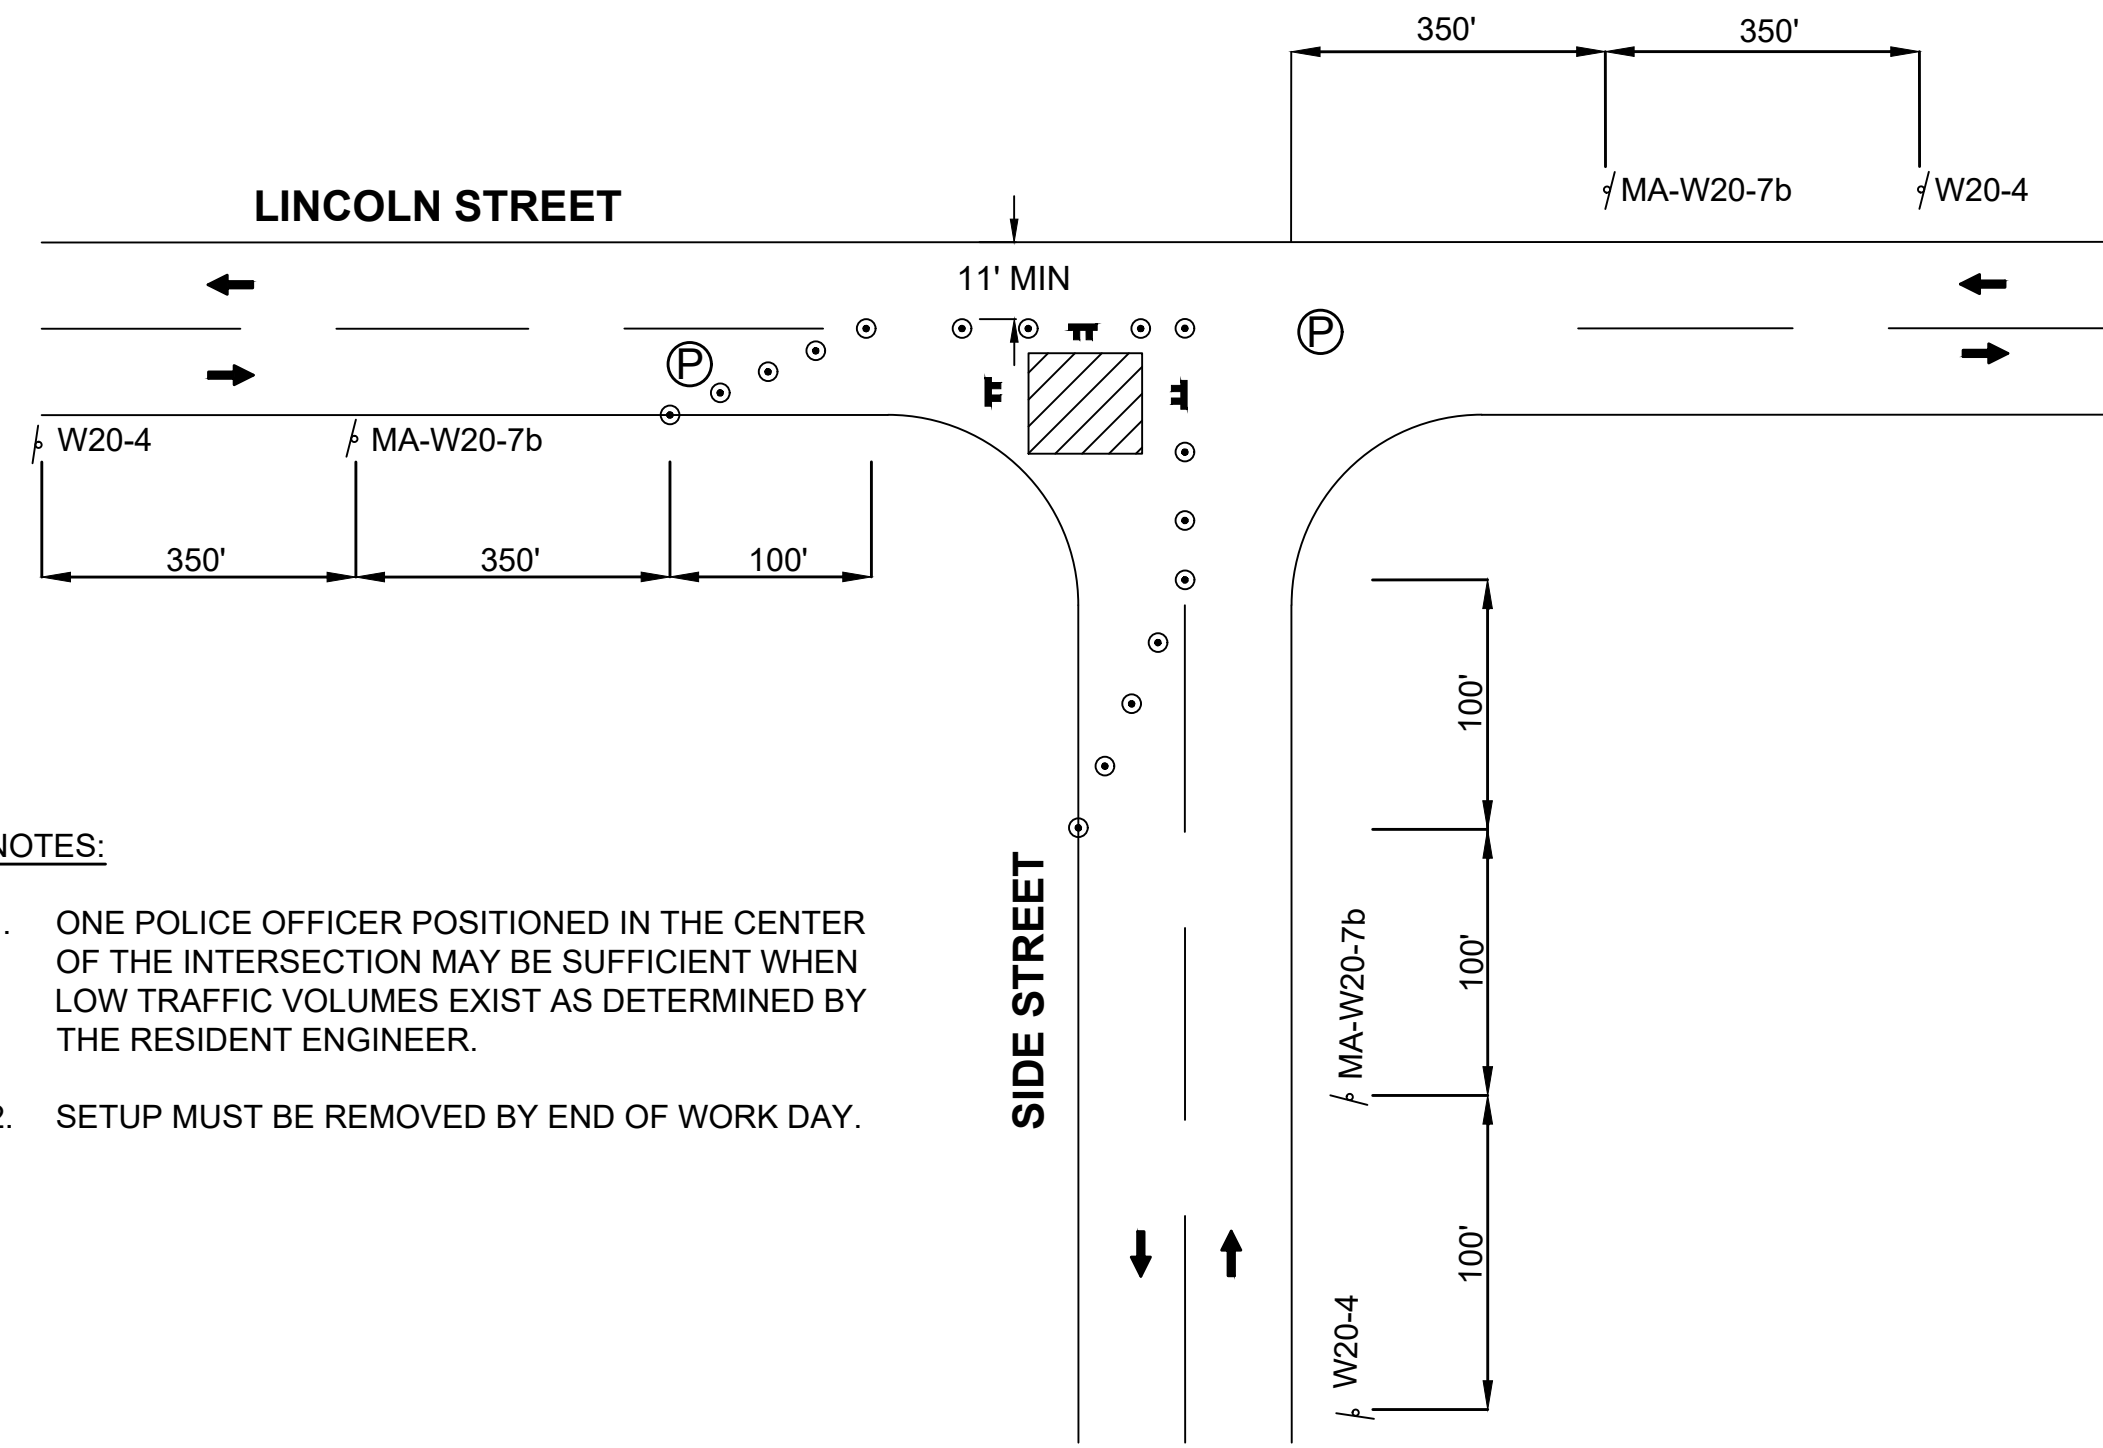 350'
350'
MA-W20-7b
W20-4
LINCOLN STREET
11' MIN
P
P
W20-4
MA-W20-7b
350'
350'
100'
100'
100'
100'
MA-W20-7b
W20-4
SIDE STREET
NOTES:
. ONE POLICE OFFICER POSITIONED IN THE CENTER
OF THE INTERSECTION MAY BE SUFFICIENT WHEN
LOW TRAFFIC VOLUMES EXIST AS DETERMINED BY
THE RESIDENT ENGINEER.
2. SETUP MUST BE REMOVED BY END OF WORK DAY.